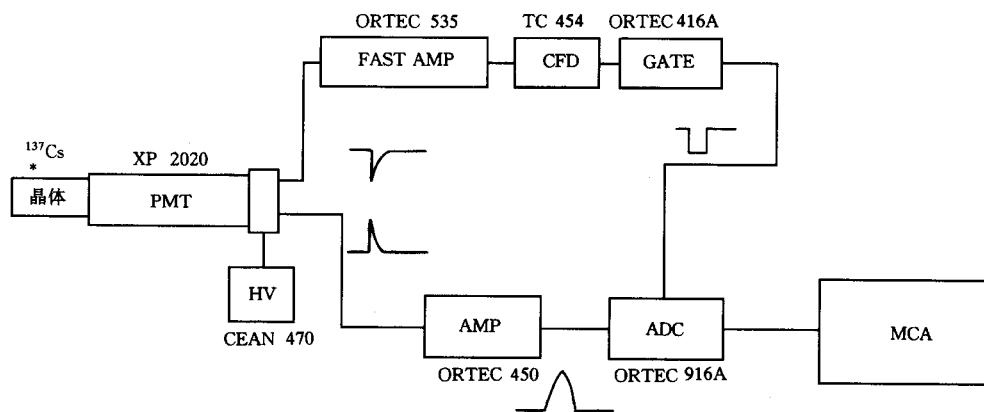 ORTEC 535
TC 454
ORTEC 416A
FAST AMP
CFD
GATE
¹³⁷Cs
*
XP 2020
晶体
PMT
HV
CEAN 470
AMP
ADC
MCA
ORTEC 450
ORTEC 916A